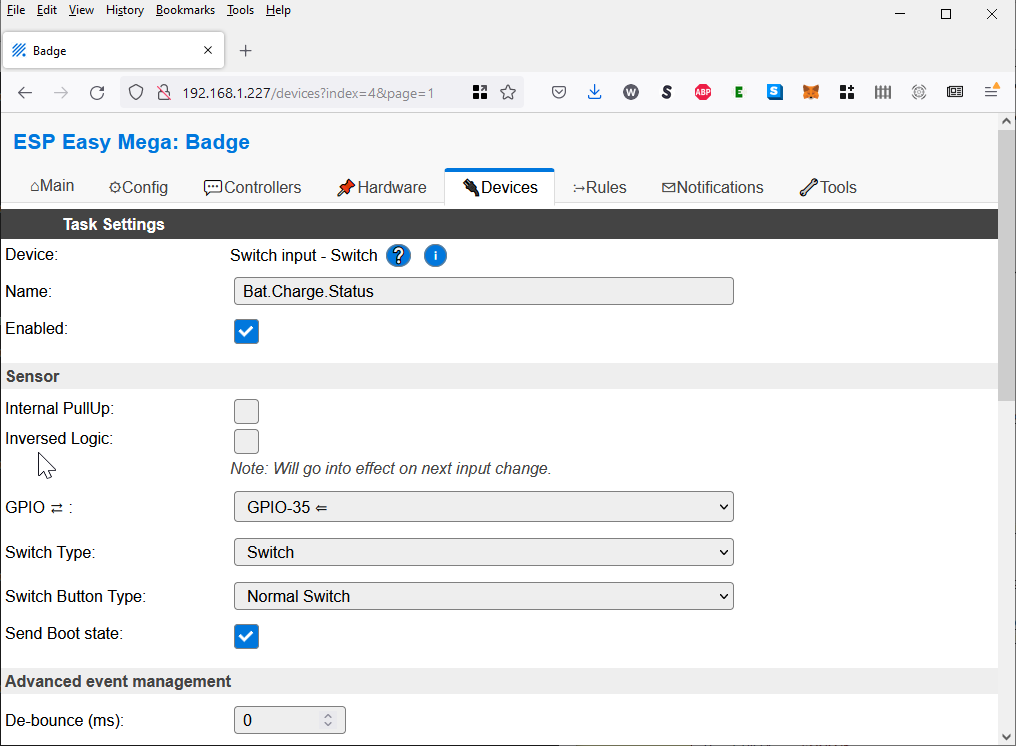 File Edit View History Bookmarks Tools Help
Badge
192.168.1.227/devices?index=4&page=1
W S ABP E S
ESP Easy Mega: Badge
Main Config Controllers Hardware Devices Rules Notifications Tools
Task Settings
Device: Switch input - Switch ? i
Name: Bat.Charge.Status
Enabled:
Sensor
Internal PullUp:
Inversed Logic:
Note: Will go into effect on next input change.
GPIO ⇄ : GPIO-35 ⇐
Switch Type: Switch
Switch Button Type: Normal Switch
Send Boot state:
Advanced event management
De-bounce (ms): 0